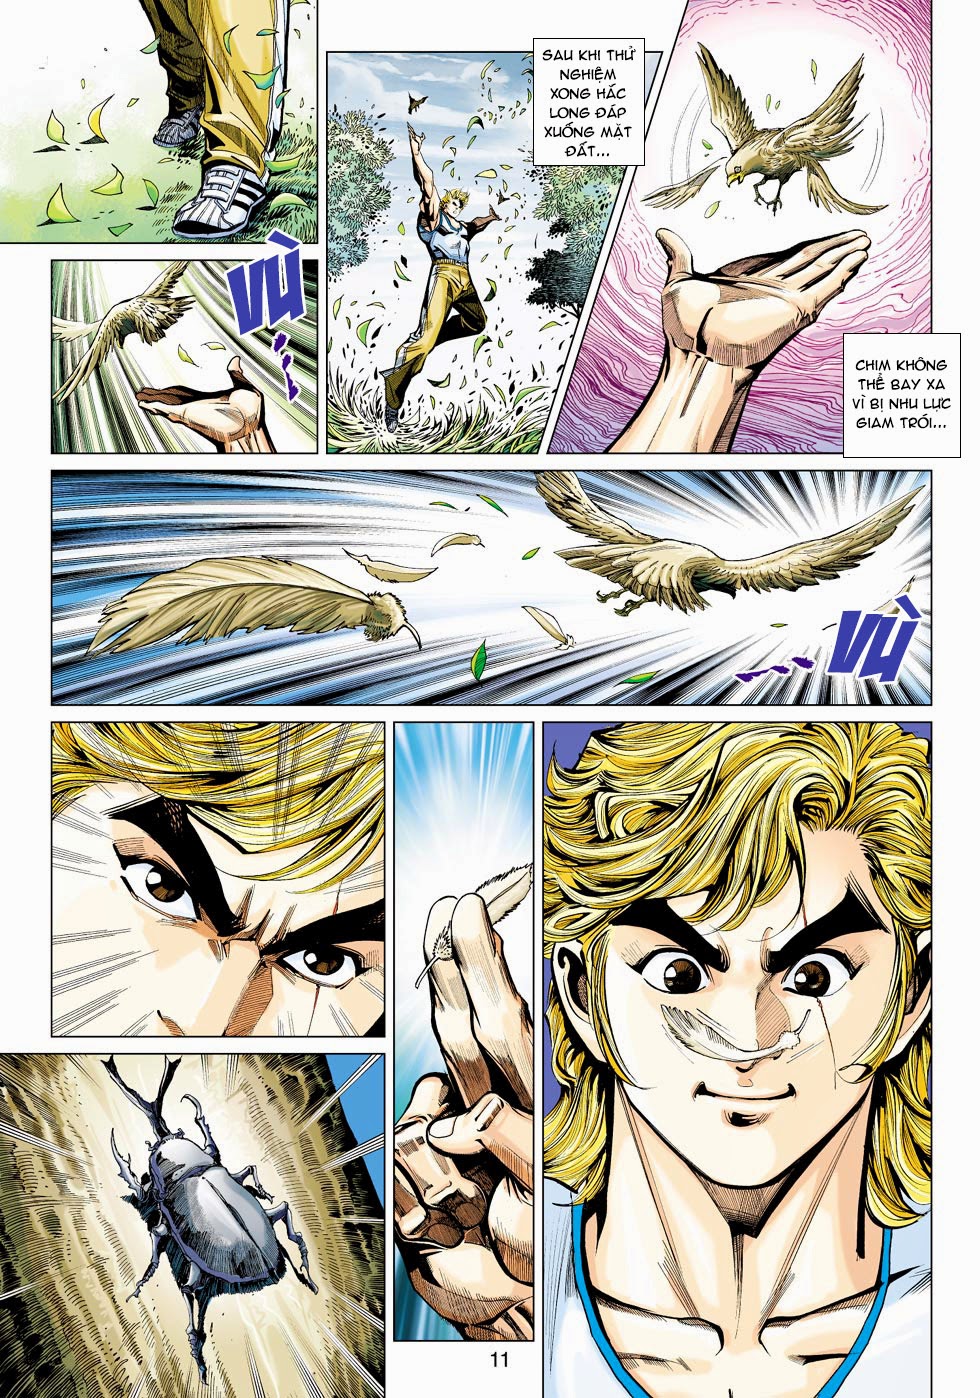 SAU KHI THỬ
NGHIỆM
XONG HẮC
LONG ĐÁP
XUỐNG MẶT
ĐẤT...
CHIM KHÔNG
THỂ BAY XA
VÌ BỊ NHU LỰC
GIAM TRÓI...
VÙ
VÙ
11